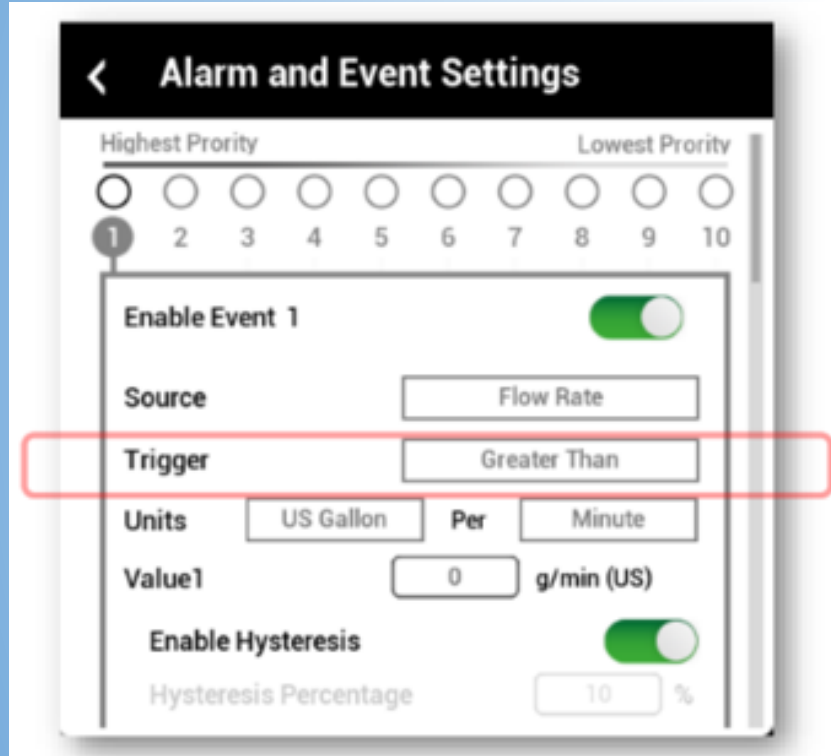 Alarm and Event Settings
Highest Prority Lowest Prority
1 2 3 4 5 6 7 8 9 10
Enable Event 1
Source Flow Rate
Trigger Greater Than
Units US Gallon Per Minute
Value1 0 g/min (US)
Enable Hysteresis
Hysteresis Percentage 10 %